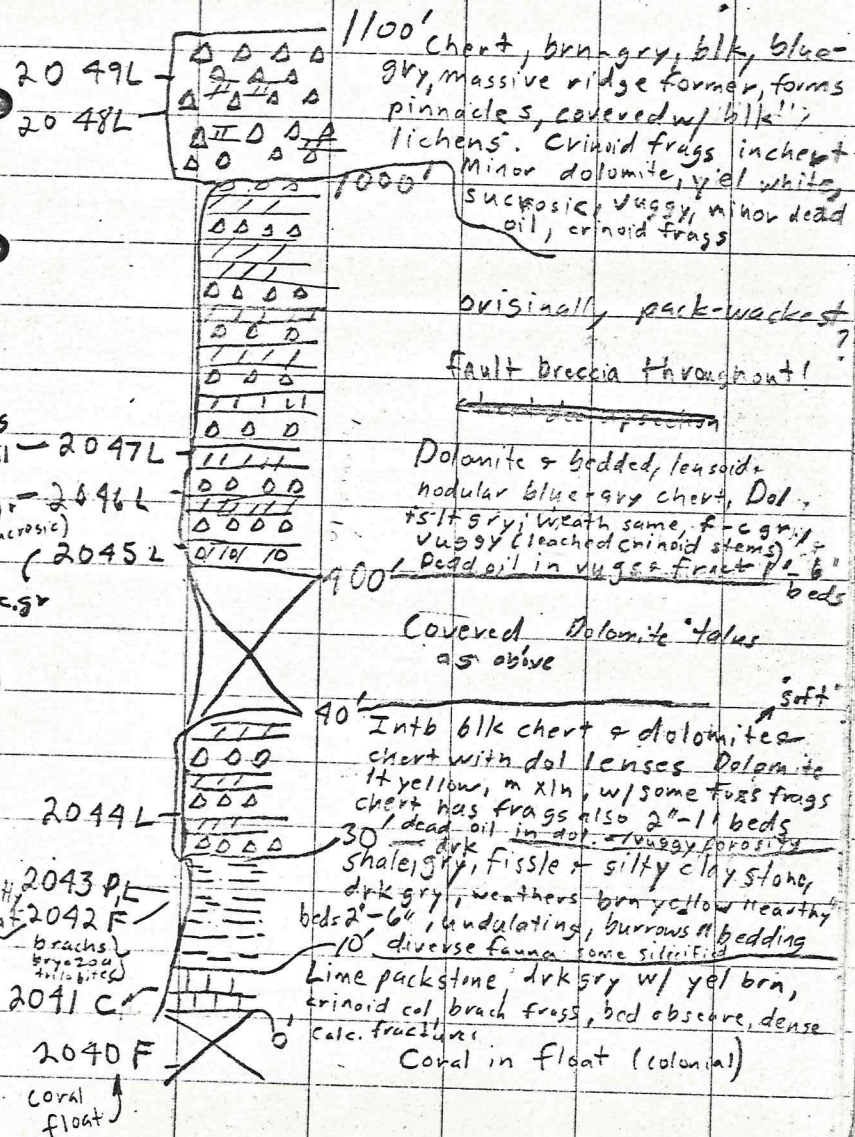 1100'
Chert, brn-gry, blk, blue-
gry, massive ridge former, forms
pinnacles, covered w/ blk
lichens. Crinoid frags in chert
Minor dolomite, yel white,
sucrosic, vuggy, minor dead
oil, crinoid frags
2049L
2048L
1000'
originally pack-wackest
?
fault breccia throughout!
2047L
2046L
2045L
c.gr
Dolomite & bedded, lensoid &
nodular blue-gry chert, Dol
lt gry, weath same, f-c gr,
vuggy (leached crinoid stems)
Dead oil in vugs & fract 1"-6"
beds
400'
Covered Dolomite talus
as above
"soft"
40'
Intb blk chert & dolomite &
chert with dol lenses Dolomite
lt yellow, m xln, w/ some foss frags
chert has frags also 2"-1' beds
dead oil in dol. vuggy porosity
2044L
30
drk
Shale, gry, fissle & silty claystone,
drk gry, weathers brn yellow "earthy"
beds 2"-6", undulating, burrows // bedding
diverse fauna some silicified
2043 P,L
2042 F
brachs
bryozoa
trilobites
10'
Lime packstone, drk gry w/ yel brn,
crinoid col brach frags, bed obscure, dense
calc. fractures
2041 C
0'
2040 F
Coral in float (colonial)
coral
float